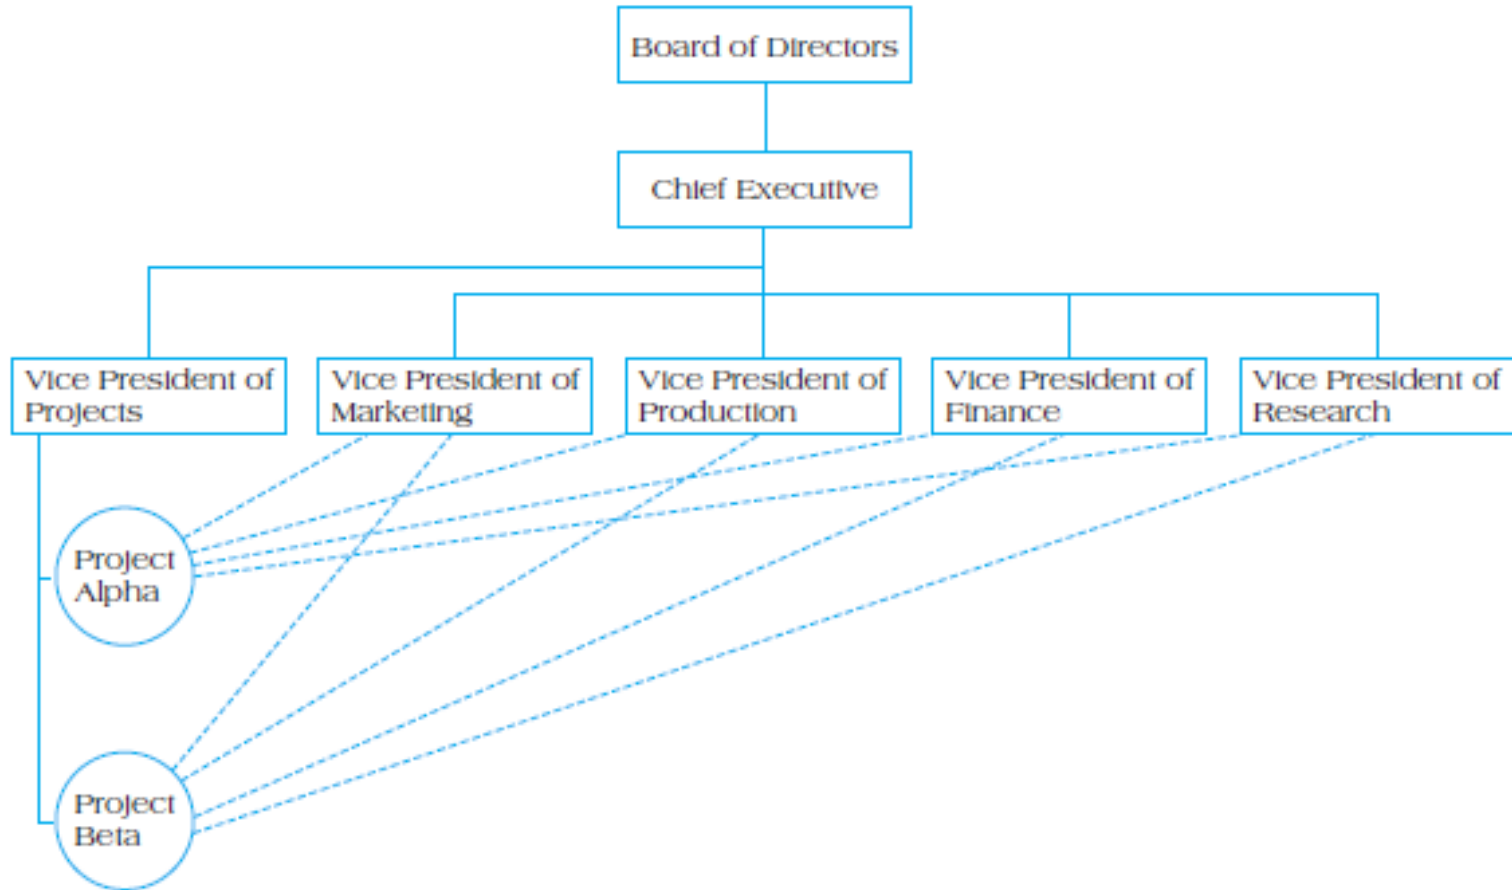 Board of Directors
Chief Executive
Vice President of
Projects
Vice President of
Marketing
Vice President of
Production
Vice President of
Finance
Vice President of
Research
Project
Alpha
Project
Beta